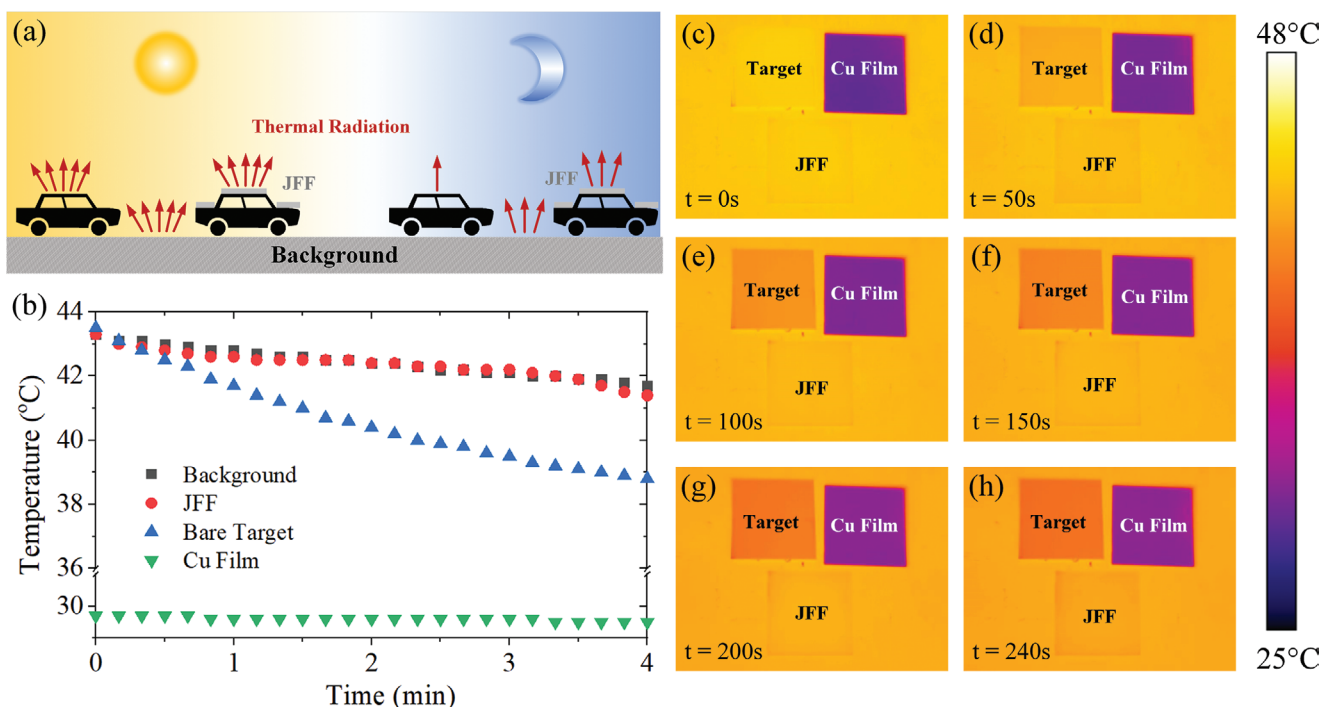 (a)
Thermal Radiation
JFF
JFF
Background
(b)
44
42
40
38
36
30
Temperature (°C)
Background
JFF
Bare Target
Cu Film
0
1
2
3
4
Time (min)
(c)
Target
Cu Film
JFF
t = 0s
(d)
Target
Cu Film
JFF
t = 50s
(e)
Target
Cu Film
JFF
t = 100s
(f)
Target
Cu Film
JFF
t = 150s
(g)
Target
Cu Film
JFF
t = 200s
(h)
Target
Cu Film
JFF
t = 240s
48°C
25°C